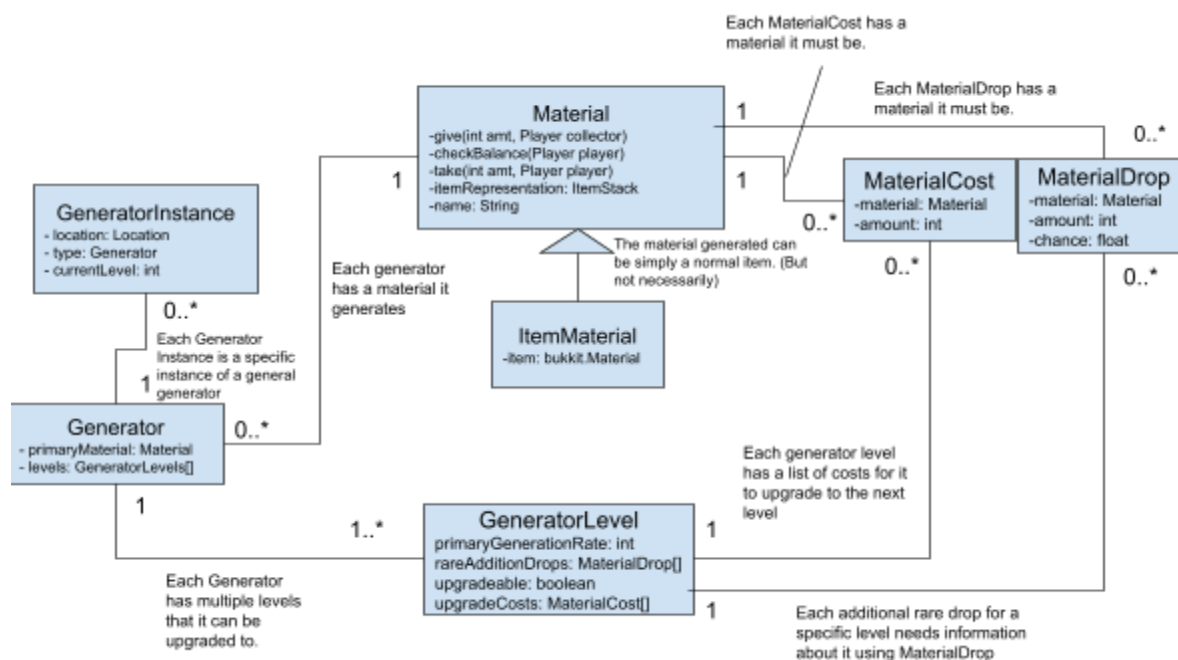 Each MaterialCost has a
material it must be.
Each MaterialDrop has a
material it must be.
Material
-give(int amt, Player collector)
-checkBalance(Player player)
-take(int amt, Player player)
-itemRepresentation: ItemStack
-name: String
1
1
1
0..*
0..*
MaterialCost
-material: Material
-amount: int
MaterialDrop
-material: Material
-amount: int
-chance: float
GeneratorInstance
- location: Location
- type: Generator
- currentLevel: int
The material generated can
be simply a normal item. (But
not necessarily)
Each generator
has a material it
generates
0..*
0..*
0..*
ItemMaterial
-item: bukkit.Material
Each Generator
Instance is a specific
instance of a general
generator
1
Generator
- primaryMaterial: Material
- levels: GeneratorLevels[]
0..*
1
1..*
Each generator level
has a list of costs for it
to upgrade to the next
level
GeneratorLevel
primaryGenerationRate: int
rareAdditionDrops: MaterialDrop[]
upgradeable: boolean
upgradeCosts: MaterialCost[]
1
1
Each Generator
has multiple levels
that it can be
upgraded to.
Each additional rare drop for a
specific level needs information
about it using MaterialDrop